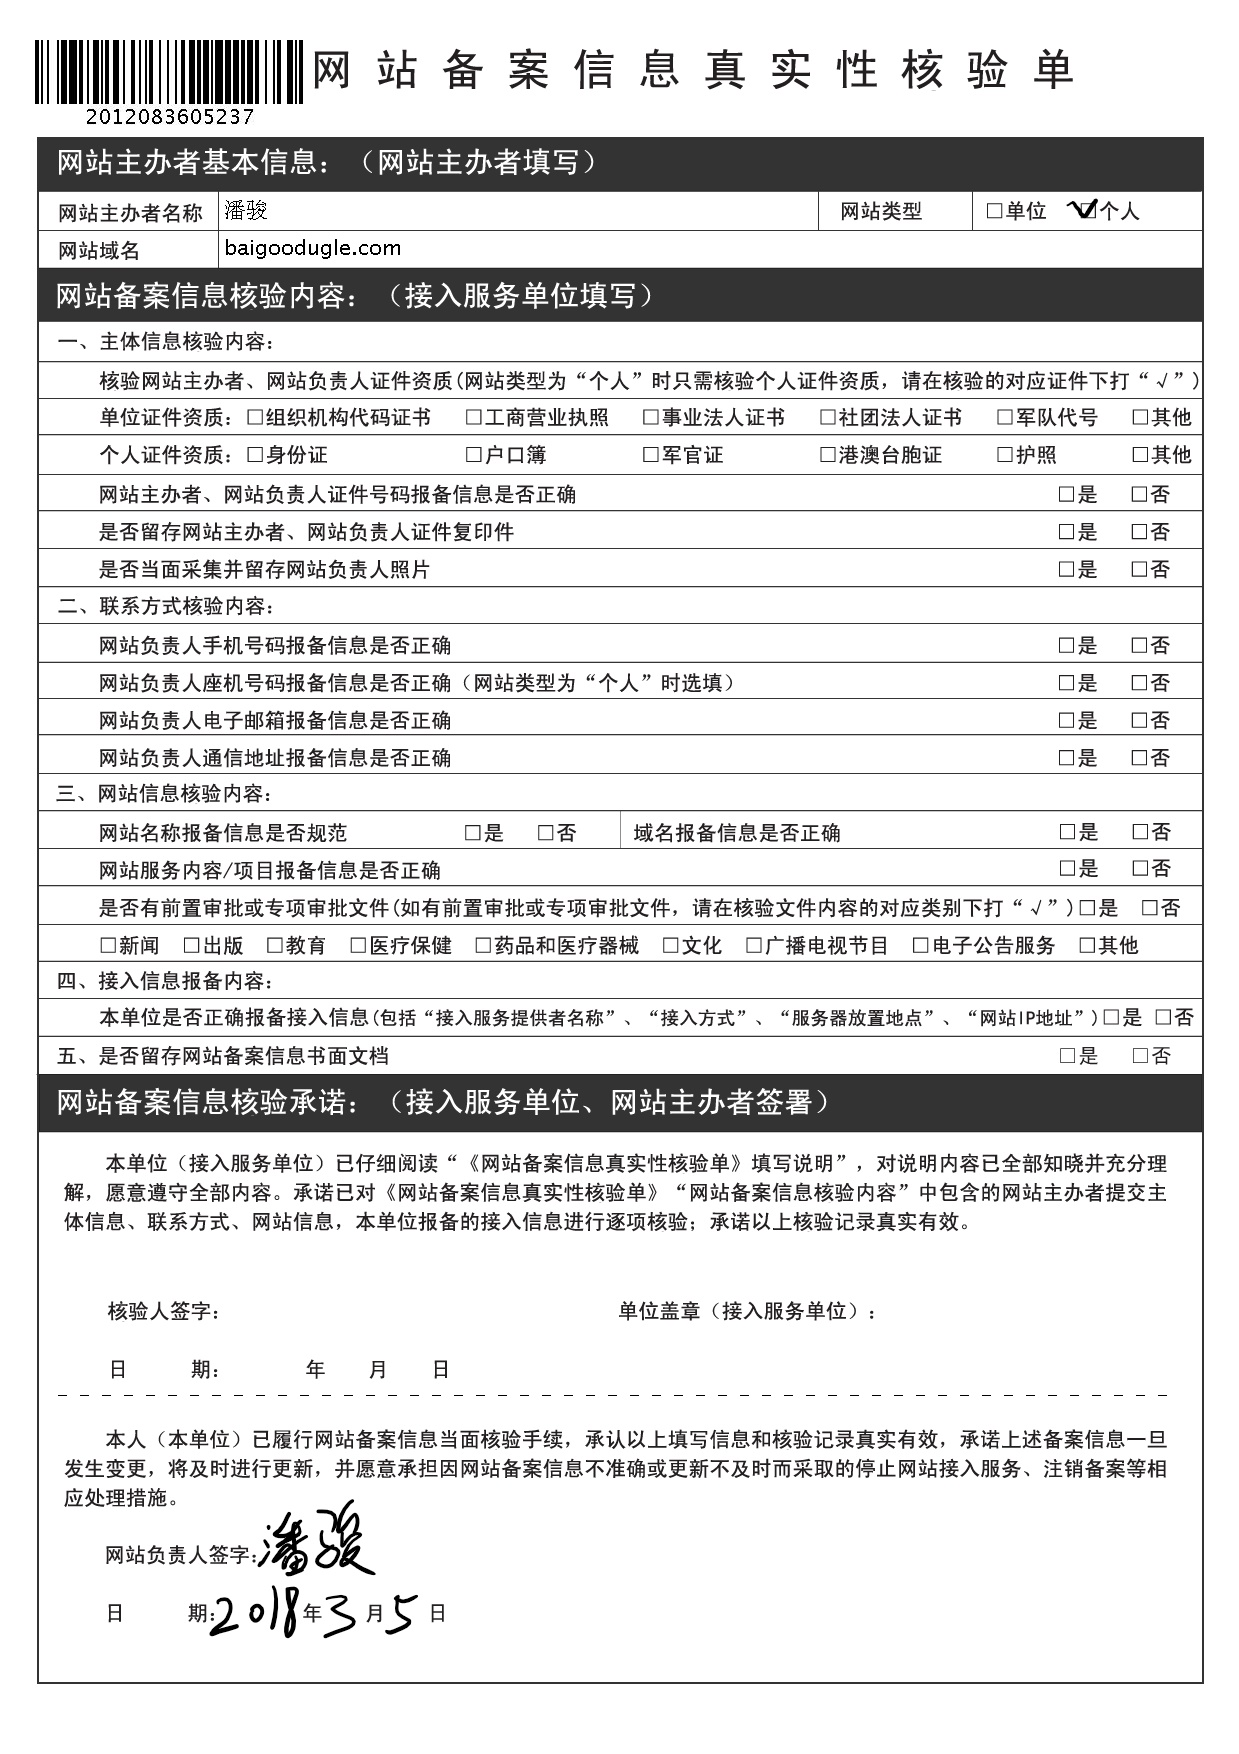 网站备案信息真实性核验单
2012083605237
网站主办者基本信息：（网站主办者填写）
网站主办者名称 潘骏 网站类型 □单位 ☑个人
网站域名 baigoodugle.com
网站备案信息核验内容：（接入服务单位填写）
一、主体信息核验内容：
核验网站主办者、网站负责人证件资质(网站类型为“个人”时只需核验个人证件资质，请在核验的对应证件下打“√”)
单位证件资质：□组织机构代码证书 □工商营业执照 □事业法人证书 □社团法人证书 □军队代号 □其他
个人证件资质：□身份证 □户口簿 □军官证 □港澳台胞证 □护照 □其他
网站主办者、网站负责人证件号码报备信息是否正确 □是 □否
是否留存网站主办者、网站负责人证件复印件 □是 □否
是否当面采集并留存网站负责人照片 □是 □否
二、联系方式核验内容：
网站负责人手机号码报备信息是否正确 □是 □否
网站负责人座机号码报备信息是否正确（网站类型为“个人”时选填） □是 □否
网站负责人电子邮箱报备信息是否正确 □是 □否
网站负责人通信地址报备信息是否正确 □是 □否
三、网站信息核验内容：
网站名称报备信息是否规范 □是 □否 域名报备信息是否正确 □是 □否
网站服务内容/项目报备信息是否正确 □是 □否
是否有前置审批或专项审批文件(如有前置审批或专项审批文件，请在核验文件内容的对应类别下打“√”)□是 □否
□新闻 □出版 □教育 □医疗保健 □药品和医疗器械 □文化 □广播电视节目 □电子公告服务 □其他
四、接入信息报备内容：
本单位是否正确报备接入信息(包括“接入服务提供者名称”、“接入方式”、“服务器放置地点”、“网站IP地址”)□是 □否
五、是否留存网站备案信息书面文档 □是 □否
网站备案信息核验承诺：（接入服务单位、网站主办者签署）
本单位（接入服务单位）已仔细阅读“《网站备案信息真实性核验单》填写说明”，对说明内容已全部知晓并充分理
解，愿意遵守全部内容。承诺已对《网站备案信息真实性核验单》“网站备案信息核验内容”中包含的网站主办者提交主
体信息、联系方式、网站信息，本单位报备的接入信息进行逐项核验；承诺以上核验记录真实有效。
核验人签字： 单位盖章（接入服务单位）：
日 期： 年 月 日
本人（本单位）已履行网站备案信息当面核验手续，承认以上填写信息和核验记录真实有效，承诺上述备案信息一旦
发生变更，将及时进行更新，并愿意承担因网站备案信息不准确或更新不及时而采取的停止网站接入服务、注销备案等相
应处理措施。
网站负责人签字：潘骏
日 期：2018年3月5日